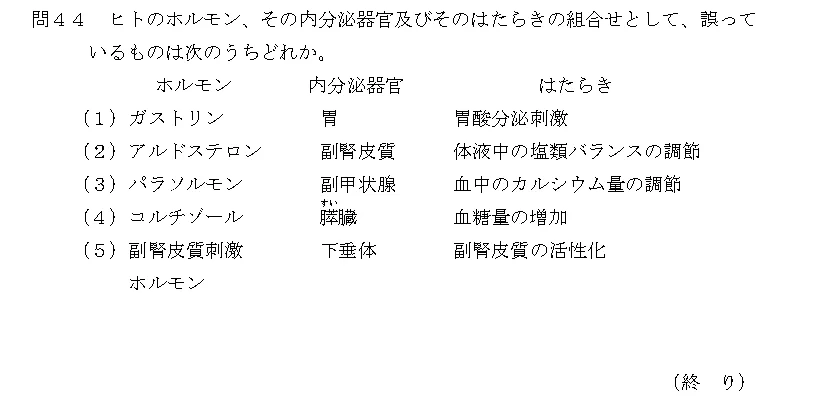 問44　ヒトのホルモン、その内分泌器官及びそのはたらきの組合せとして、誤って
いるものは次のうちどれか。
ホルモン　内分泌器官　はたらき
(1) ガストリン　胃　胃酸分泌刺激
(2) アルドステロン　副腎皮質　体液中の塩類バランスの調節
(3) パラソルモン　副甲状腺　血中のカルシウム量の調節
すい
(4) コルチゾール　膵臓　血糖量の増加
(5) 副腎皮質刺激　下垂体　副腎皮質の活性化
ホルモン
(終　り)